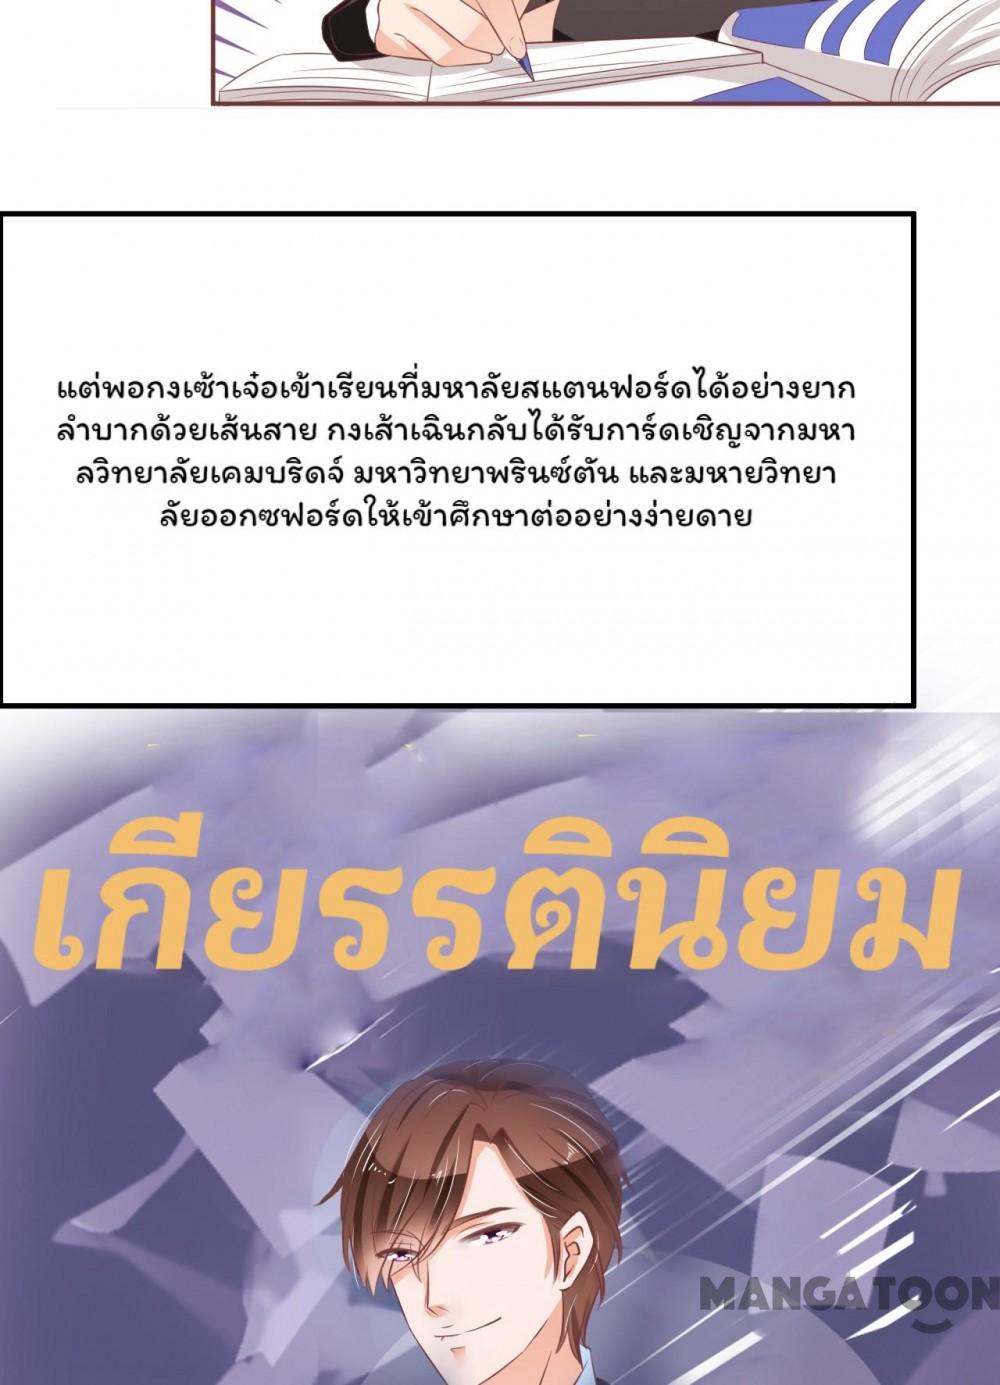 แต่พอกงเซ้าเจ๋อเข้าเรียนที่มหาลัยสแตนฟอร์ดได้อย่างยาก
ลำบากด้วยเส้นสาย กงเส้าเฉินกลับได้รับการ์ดเชิญจากมหา
ลวิทยาลัยเคมบริดจ์ มหาวิทยาพรินซ์ตัน และมหายวิทยา
ลัยออกซฟอร์ดให้เข้าศึกษาต่ออย่างง่ายดาย
เกียรรตินิยม
MANGATOON